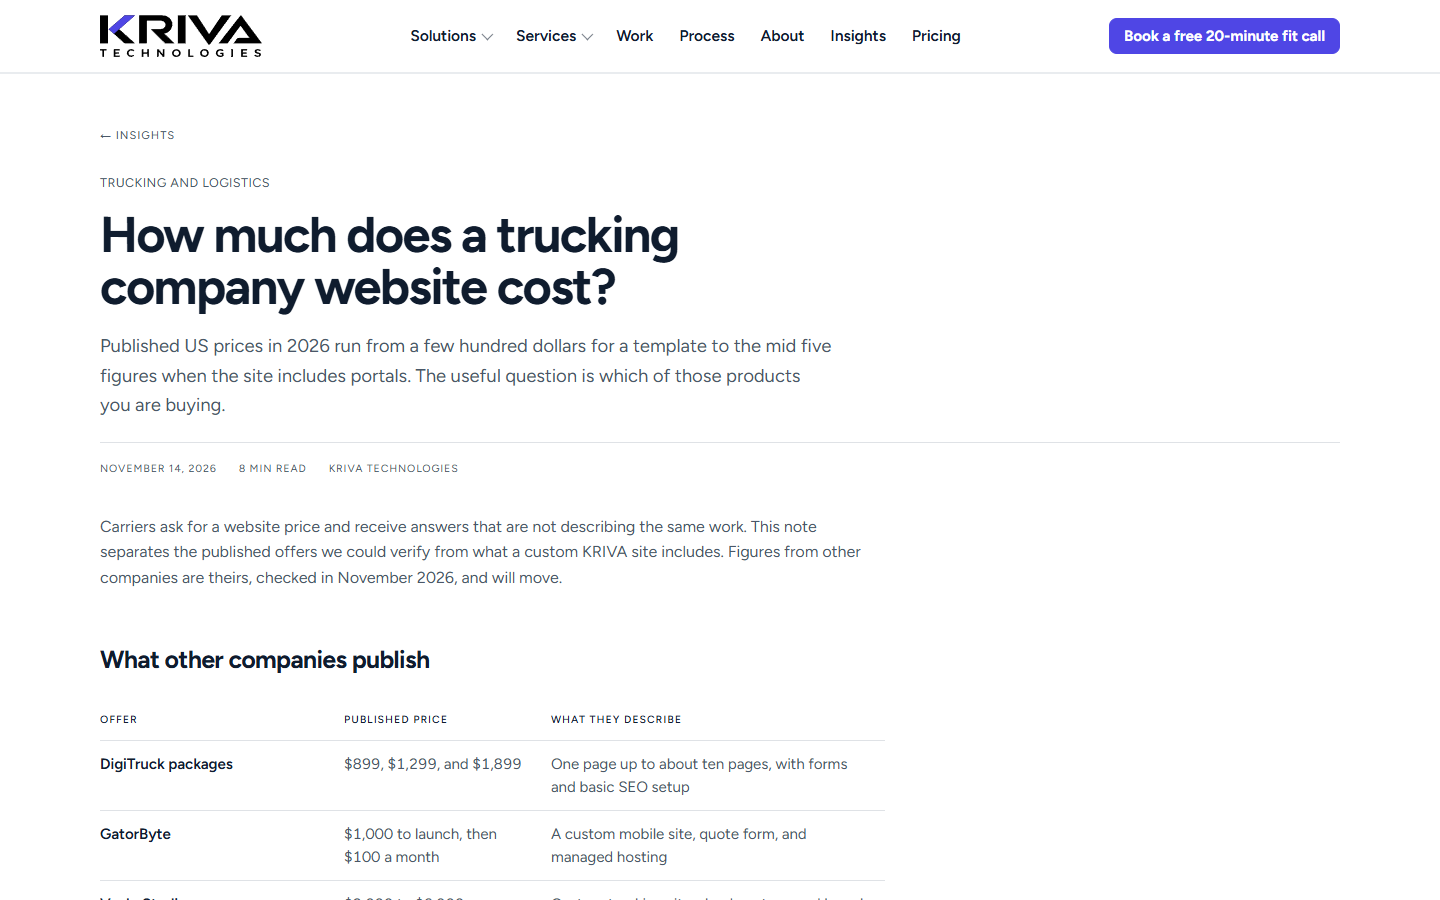 KRIVA
TECHNOLOGIES
Solutions
Services
Work
Process
About
Insights
Pricing
Book a free 20-minute fit call
← INSIGHTS
TRUCKING AND LOGISTICS
How much does a trucking
company website cost?
Published US prices in 2026 run from a few hundred dollars for a template to the mid five
figures when the site includes portals. The useful question is which of those products
you are buying.
NOVEMBER 14, 2026 8 MIN READ KRIVA TECHNOLOGIES
Carriers ask for a website price and receive answers that are not describing the same work. This note
separates the published offers we could verify from what a custom KRIVA site includes. Figures from other
companies are theirs, checked in November 2026, and will move.
What other companies publish
OFFER PUBLISHED PRICE WHAT THEY DESCRIBE
DigiTruck packages $899, $1,299, and $1,899 One page up to about ten pages, with forms
and basic SEO setup
GatorByte $1,000 to launch, then A custom mobile site, quote form, and
$100 a month managed hosting